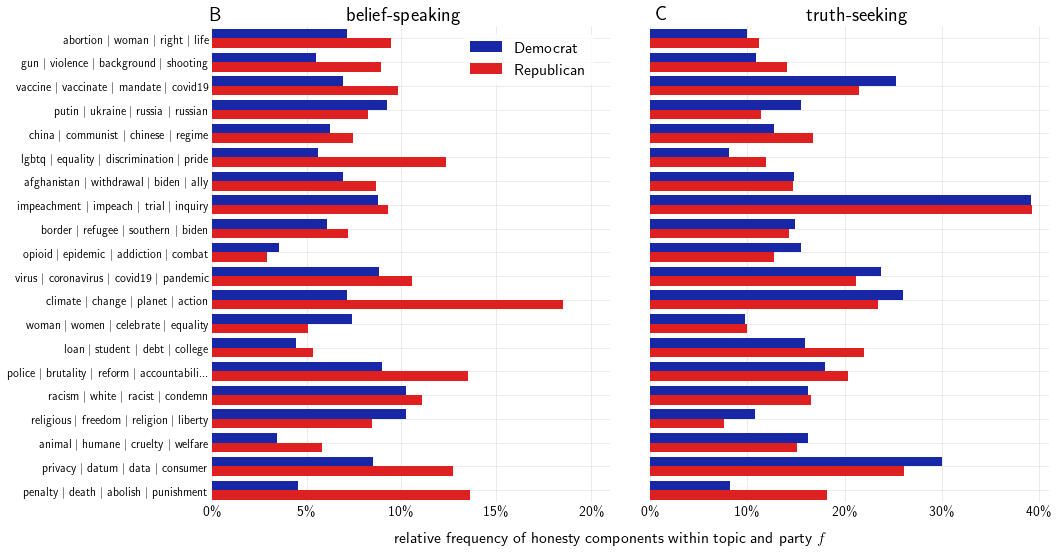 B belief-speaking C truth-seeking
Democrat
Republican
abortion | woman | right | life
gun | violence | background | shooting
vaccine | vaccinate | mandate | covid19
putin | ukraine | russia | russian
china | communist | chinese | regime
lgbtq | equality | discrimination | pride
afghanistan | withdrawal | biden | ally
impeachment | impeach | trial | inquiry
border | refugee | southern | biden
opioid | epidemic | addiction | combat
virus | coronavirus | covid19 | pandemic
climate | change | planet | action
woman | women | celebrate | equality
loan | student | debt | college
police | brutality | reform | accountabili...
racism | white | racist | condemn
religious | freedom | religion | liberty
animal | humane | cruelty | welfare
privacy | datum | data | consumer
penalty | death | abolish | punishment
0% 5% 10% 15% 20% 0% 10% 20% 30% 40%
relative frequency of honesty components within topic and party f